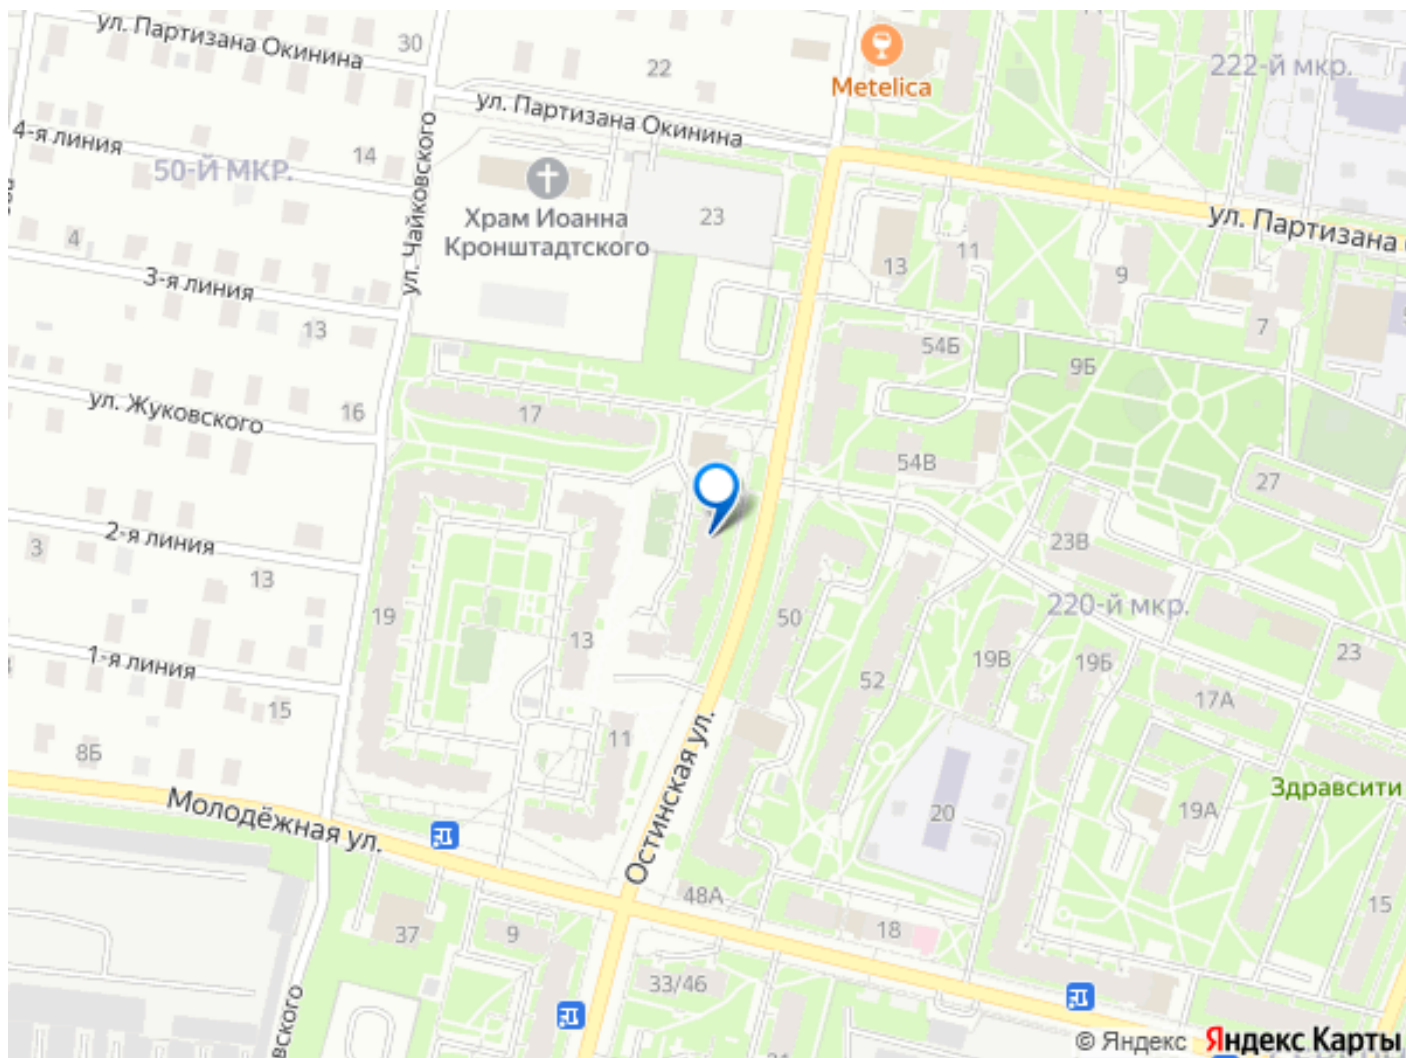 ул. Партизана Окинина
30
22
Metelica
222-й мкр.
ул. Партизана Окинина
4-я линия
14
50-Й МКР.
ул. Чайковского
Храм Иоанна
Кронштадтского
23
ул. Партизана
4
3-я линия
13
13
11
9
7
54Б
9Б
ул. Жуковского
16
17
54В
27
2-я линия
3
13
23В
220-й мкр.
19
13
50
52
19В
19Б
23
1-я линия
15
17А
8Б
11
Остинская ул.
Молодёжная ул.
Здравсити
20
19А
48А
15
37
9
18
33/46
вского
© Яндекс Яндекс Карты